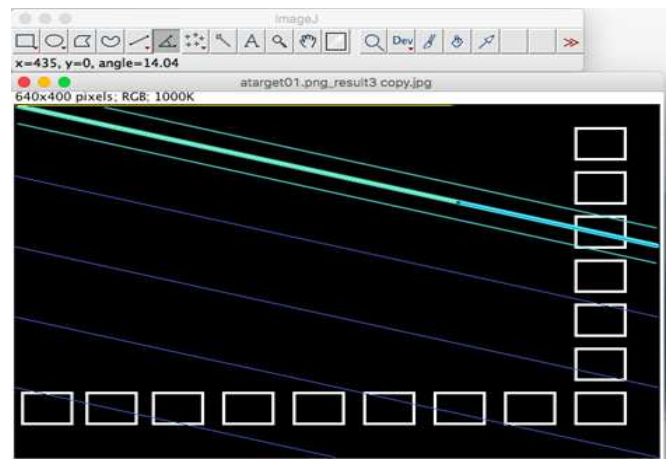 ImageJ
A Dev
x=435, y=0, angle=14.04
atarget01.png_result3 copy.jpg
640x400 pixels; RGB; 1000K